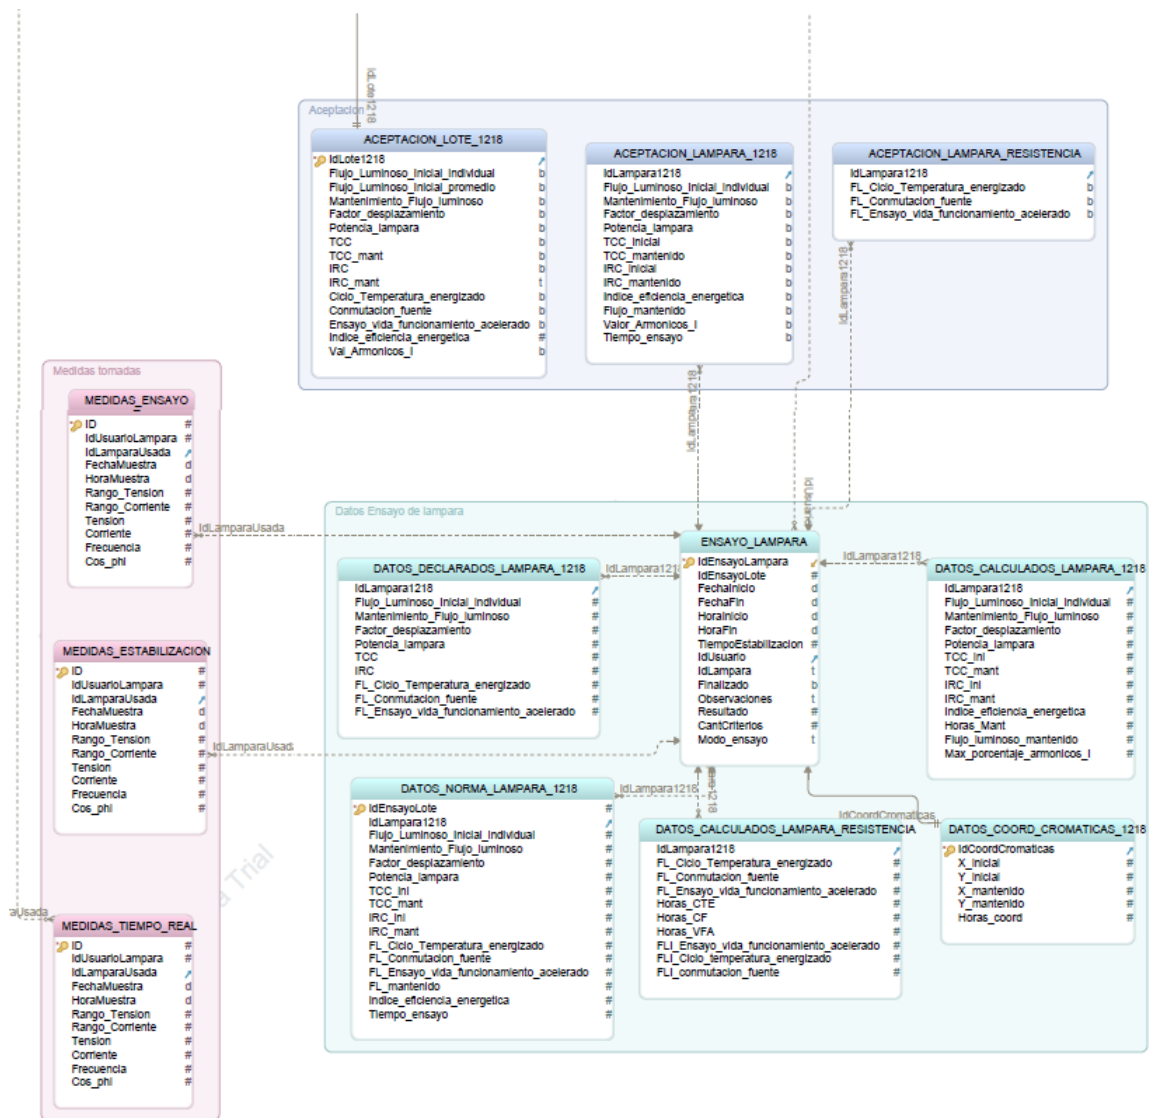 IdLote1218
Aceptacion
ACEPTACION_LOTE_1218
IdLote1218
Flujo_Luminoso_Inicial_Individual b
Flujo_Luminoso_Inicial_promedio b
Mantenimiento_Flujo_luminoso b
Factor_desplazamiento b
Potencia_lampara b
TCC b
TCC_mant b
IRC b
IRC_mant t
Ciclo_Temperatura_energizado b
Conmutacion_fuente b
Ensayo_vida_funcionamiento_acelerado b
Indice_eficiencia_energetica #
Val_Armonicos_I b
ACEPTACION_LAMPARA_1218
IdLampara1218
Flujo_Luminoso_Inicial_Individual b
Mantenimiento_Flujo_luminoso b
Factor_desplazamiento b
Potencia_lampara b
TCC_Inicial b
TCC_mantenido b
IRC_Inicial b
IRC_mantenido b
Indice_eficiencia_energetica b
Flujo_mantenido b
Valor_Armonicos_I b
Tiempo_ensayo b
ACEPTACION_LAMPARA_RESISTENCIA
IdLampara1218
FL_Ciclo_Temperatura_energizado b
FL_Conmutacion_fuente b
FL_Ensayo_vida_funcionamiento_acelerado b
IdLampara1218
Medidas tomadas
MEDIDAS_ENSAYO
ID #
IdUsuarioLampara #
IdLamparaUsada
FechaMuestra d
HoraMuestra d
Rango_Tension #
Rango_Corriente #
Tension #
Corriente #
Frecuencia #
Cos_phi #
IdLamparaUsada
MEDIDAS_ESTABILIZACION
ID #
IdUsuarioLampara #
IdLamparaUsada
FechaMuestra d
HoraMuestra d
Rango_Tension #
Rango_Corriente #
Tension #
Corriente #
Frecuencia #
Cos_phi #
IdLamparaUsada
MEDIDAS_TIEMPO_REAL
ID #
IdUsuarioLampara #
IdLamparaUsada
FechaMuestra d
HoraMuestra d
Rango_Tension #
Rango_Corriente #
Tension #
Corriente #
Frecuencia #
Cos_phi #
Trial
Datos Ensayo de lampara
DATOS_DECLARADOS_LAMPARA_1218
IdLampara1218
Flujo_Luminoso_Inicial_Individual #
Mantenimiento_Flujo_luminoso #
Factor_desplazamiento #
Potencia_lampara #
TCC #
IRC #
FL_Ciclo_Temperatura_energizado #
FL_Conmutacion_fuente #
FL_Ensayo_vida_funcionamiento_acelerado #
IdLampara1218
ENSAYO_LAMPARA
IdEnsayoLampara
IdEnsayoLote #
FechaInicio d
FechaFin d
HoraInicio d
HoraFin d
TiempoEstabilizacion #
IdUsuario
IdLampara t
Finalizado b
Observaciones t
Resultado #
CantCriterios #
Modo_ensayo t
IdLampara1218
DATOS_CALCULADOS_LAMPARA_1218
IdLampara1218
Flujo_Luminoso_Inicial_Individual #
Mantenimiento_Flujo_luminoso #
Factor_desplazamiento #
Potencia_lampara #
TCC_Ini #
TCC_mant #
IRC_Ini #
IRC_mant #
Indice_eficiencia_energetica #
Horas_Mant #
Flujo_luminoso_mantenido #
Max_porcentaje_armonicos_I #
DATOS_NORMA_LAMPARA_1218
IdEnsayoLote #
IdLampara1218
Flujo_Luminoso_Inicial_Individual #
Mantenimiento_Flujo_luminoso #
Factor_desplazamiento #
Potencia_lampara #
TCC_Ini #
TCC_mant #
IRC_Ini #
IRC_mant #
FL_Ciclo_Temperatura_energizado #
FL_Conmutacion_fuente #
FL_Ensayo_vida_funcionamiento_acelerado #
FL_mantenido #
Indice_eficiencia_energetica #
Tiempo_ensayo #
IdLampara1218
DATOS_CALCULADOS_LAMPARA_RESISTENCIA
IdLampara1218
FL_Ciclo_Temperatura_energizado #
FL_Conmutacion_fuente #
FL_Ensayo_vida_funcionamiento_acelerado #
Horas_CTE #
Horas_CF #
Horas_VFA #
FLI_Ensayo_vida_funcionamiento_acelerado #
FLI_Ciclo_temperatura_energizado #
FLI_conmutacion_fuente #
IdCoordCromaticas
DATOS_COORD_CROMATICAS_1218
IdCoordCromaticas
X_Inicial #
Y_Inicial #
X_mantenido #
Y_mantenido #
Horas_coord #